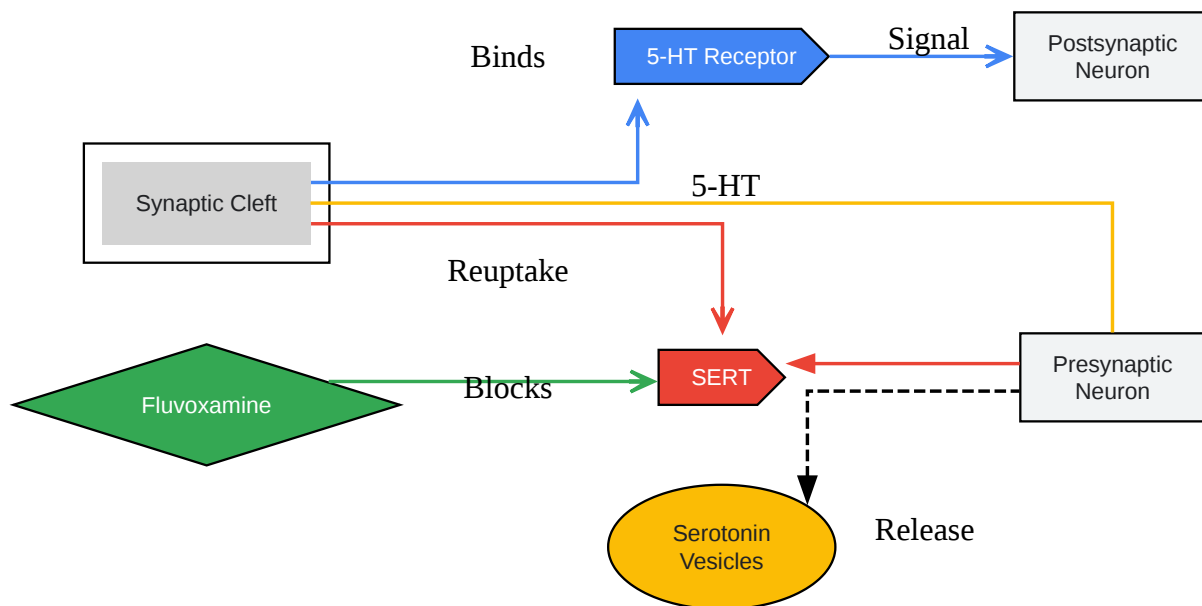 Binds
5-HT Receptor
Signal
Postsynaptic
Neuron
Synaptic Cleft
5-HT
Reuptake
Fluvoxamine
Blocks
SERT
Presynaptic
Neuron
Serotonin
Vesicles
Release